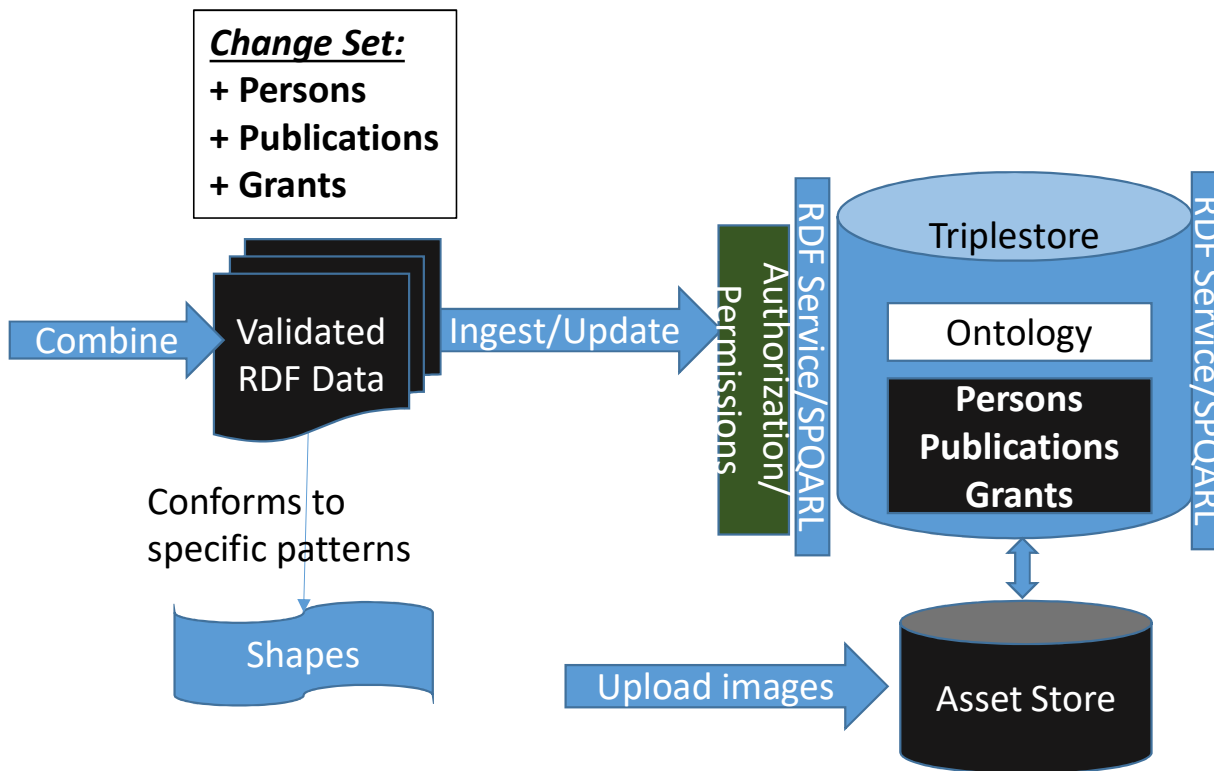 Change Set:
+ Persons
+ Publications
+ Grants
Combine
Validated
RDF Data
Ingest/Update
Authorization/
Permissions
RDF Service/SPQARL
Triplestore
Ontology
Persons
Publications
Grants
RDF Service/SPQARL
Conforms to
specific patterns
Shapes
Upload images
Asset Store